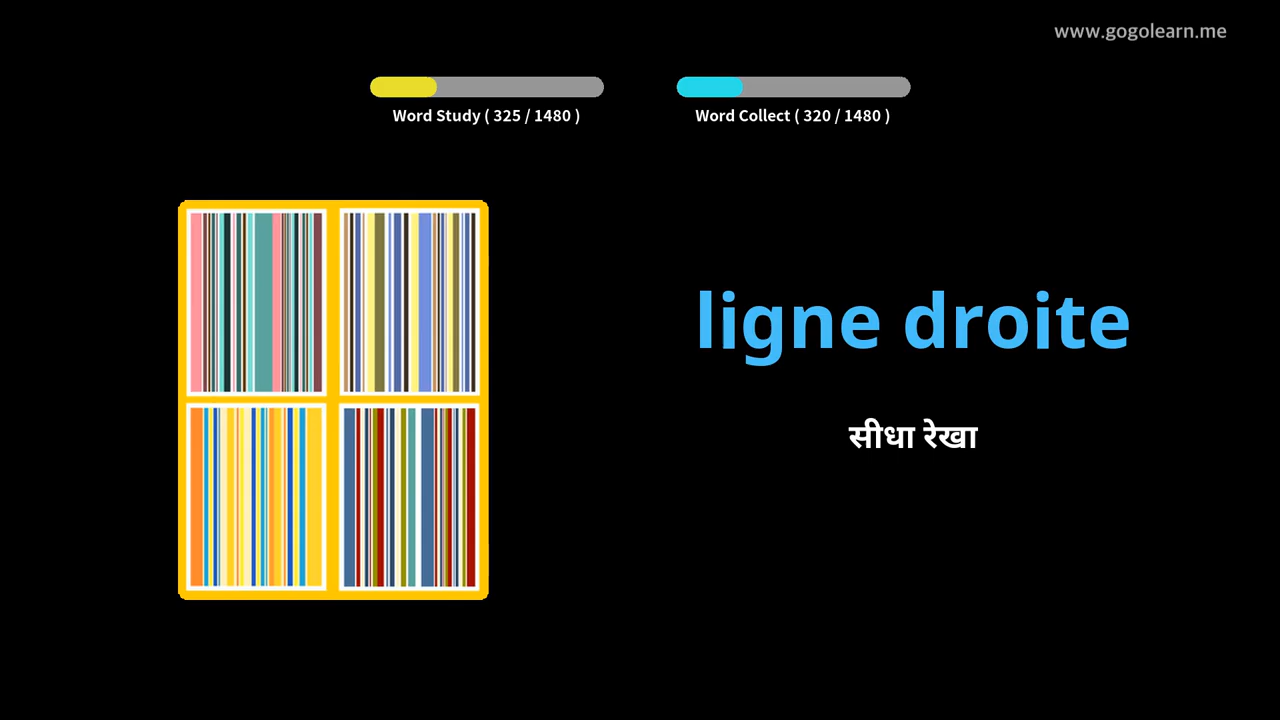 www.gogolearn.me
Word Study ( 325 / 1480 )
Word Collect ( 320 / 1480 )
ligne droite
सीधा रेखा